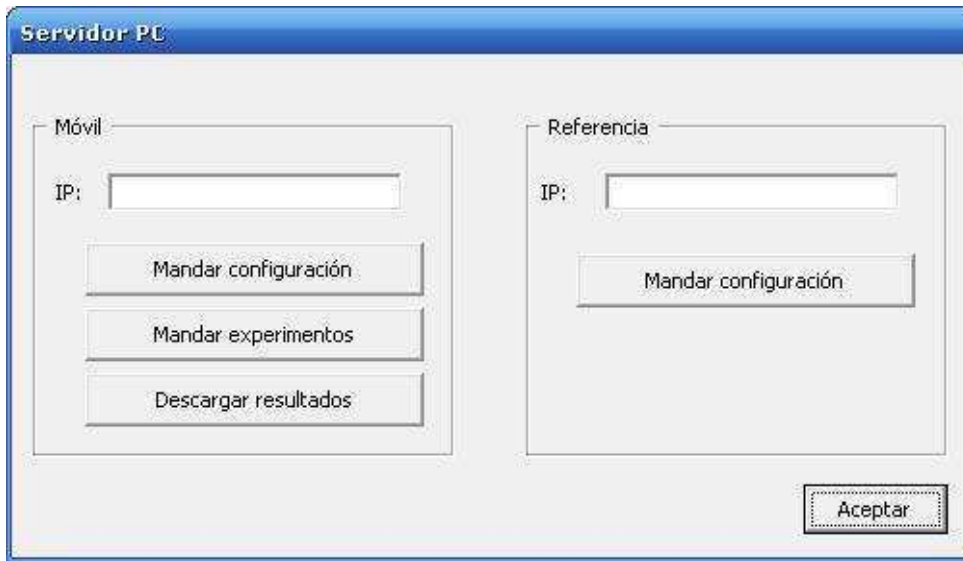 Servidor PC
Móvil
IP:
Mandar configuración
Mandar experimentos
Descargar resultados
Referencia
IP:
Mandar configuración
Aceptar